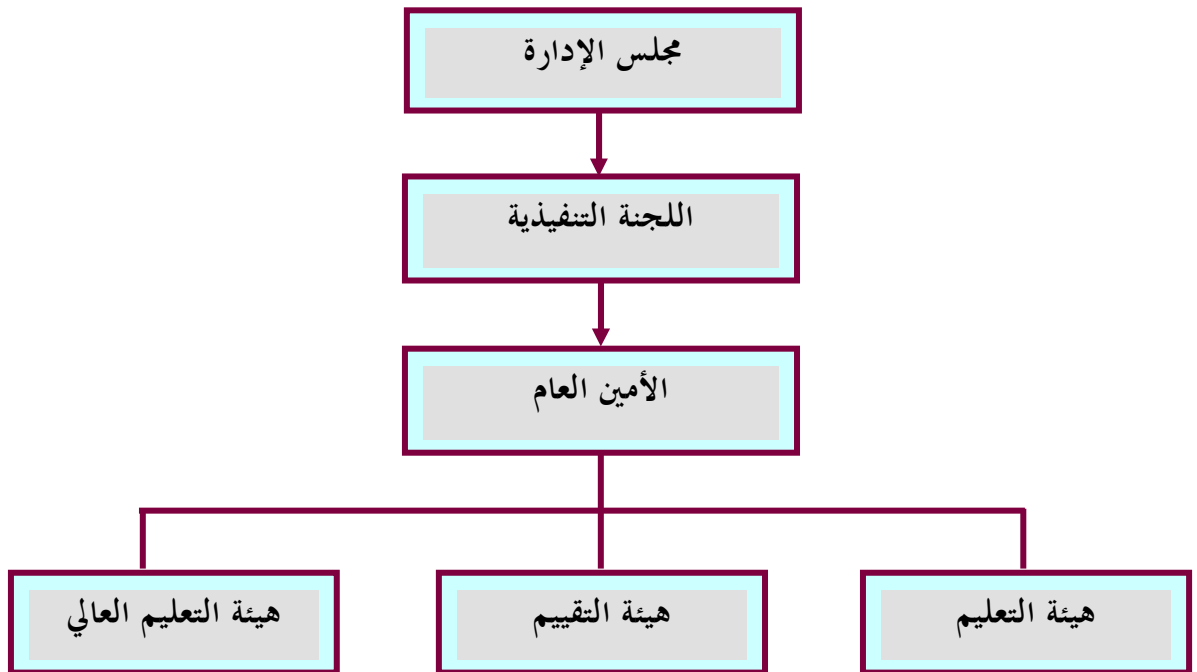 مجلس الإدارة
اللجنة التنفيذية
الأمين العام
هيئة التعليم
هيئة التقييم
هيئة التعليم العالي